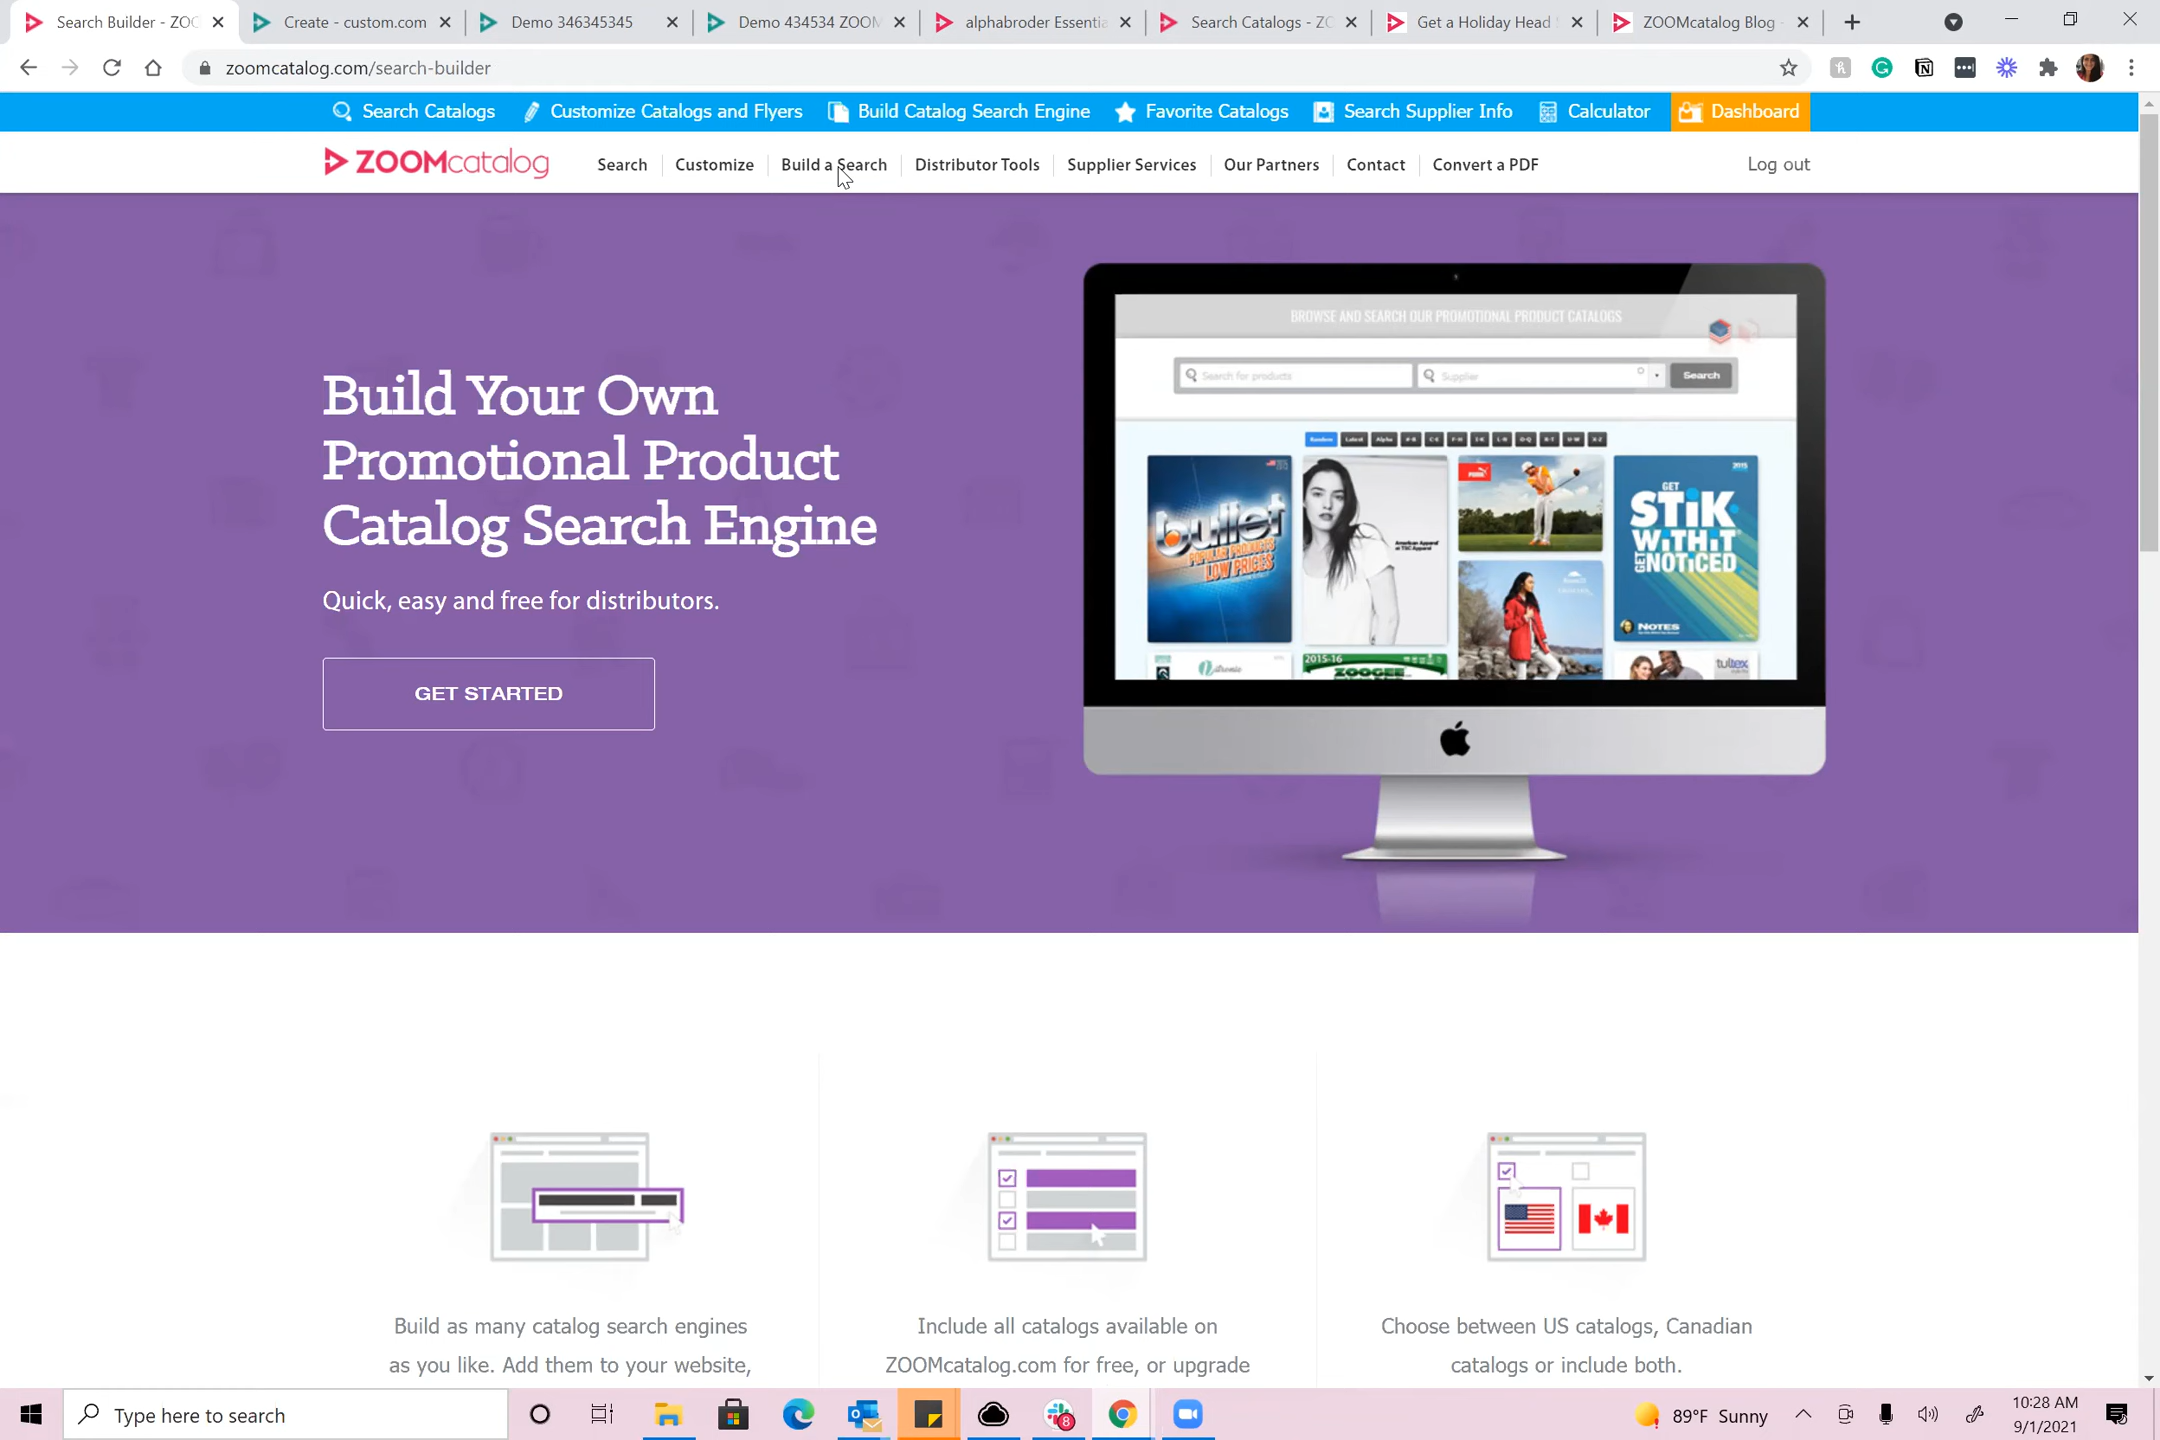 Search Builder - ZOO
Create - custom.com
Demo 346345345
Demo 434534 ZOOM
alphabroder Essentia
Search Catalogs - ZO
Get a Holiday Head
ZOOMcatalog Blog -
zoomcatalog.com/search-builder
Search Catalogs
Customize Catalogs and Flyers
Build Catalog Search Engine
Favorite Catalogs
Search Supplier Info
Calculator
Dashboard
ZOOMcatalog
Search
Customize
Build a Search
Distributor Tools
Supplier Services
Our Partners
Contact
Convert a PDF
Log out
Build Your Own
Promotional Product
Catalog Search Engine
Quick, easy and free for distributors.
GET STARTED
BROWSE AND SEARCH OUR PROMOTIONAL PRODUCT CATALOGS
Search for products
Supplier
Search
Random
Latest
Alpha
bullet
POPULAR PRODUCTS
LOW PRICES
American Apparel
at TSC Apparel
PUMA
2015
GET
STiK
WiTHiT
GET
NOTiCED
NOTES
2015-16
ZOOGEE
tultex
Build as many catalog search engines
as you like. Add them to your website,
Include all catalogs available on
ZOOMcatalog.com for free, or upgrade
Choose between US catalogs, Canadian
catalogs or include both.
Type here to search
8
89°F Sunny
10:28 AM
9/1/2021